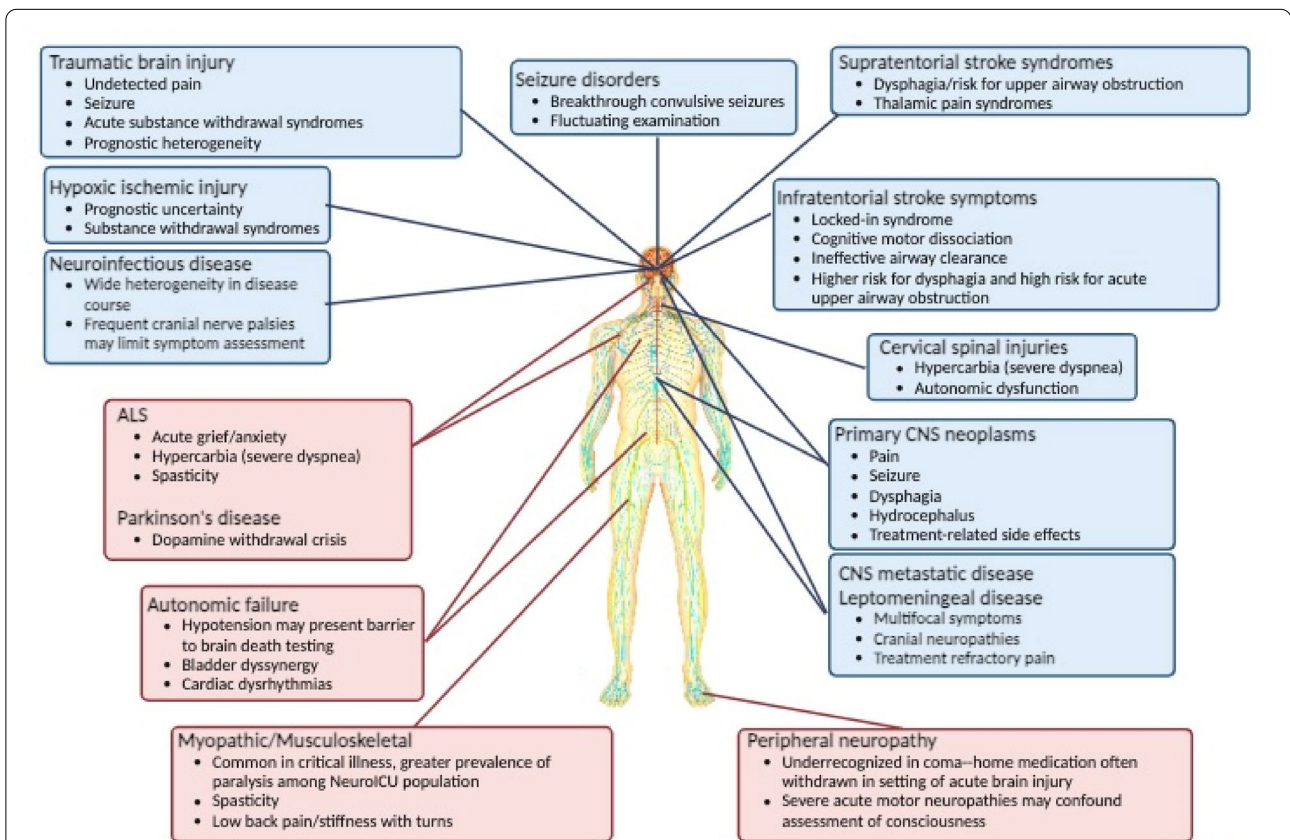 Traumatic brain injury
• Undetected pain
• Seizure
• Acute substance withdrawal syndromes
• Prognostic heterogeneity
Seizure disorders
• Breakthrough convulsive seizures
• Fluctuating examination
Supratentorial stroke syndromes
• Dysphagia/risk for upper airway obstruction
• Thalamic pain syndromes
Hypoxic ischemic injury
• Prognostic uncertainty
• Substance withdrawal syndromes
Infratentorial stroke symptoms
• Locked-in syndrome
• Cognitive motor dissociation
• Ineffective airway clearance
• Higher risk for dysphagia and high risk for acute
upper airway obstruction
Neuroinfectious disease
• Wide heterogeneity in disease
course
• Frequent cranial nerve palsies
may limit symptom assessment
Cervical spinal injuries
• Hypercarbia (severe dyspnea)
• Autonomic dysfunction
ALS
• Acute grief/anxiety
• Hypercarbia (severe dyspnea)
• Spasticity
Parkinson's disease
• Dopamine withdrawal crisis
Primary CNS neoplasms
• Pain
• Seizure
• Dysphagia
• Hydrocephalus
• Treatment-related side effects
CNS metastatic disease
Leptomeningeal disease
• Multifocal symptoms
• Cranial neuropathies
• Treatment refractory pain
Autonomic failure
• Hypotension may present barrier
to brain death testing
• Bladder dyssynergy
• Cardiac dysrhythmias
Myopathic/Musculoskeletal
• Common in critical illness, greater prevalence of
paralysis among NeuroICU population
• Spasticity
• Low back pain/stiffness with turns
Peripheral neuropathy
• Underrecognized in coma--home medication often
withdrawn in setting of acute brain injury
• Severe acute motor neuropathies may confound
assessment of consciousness